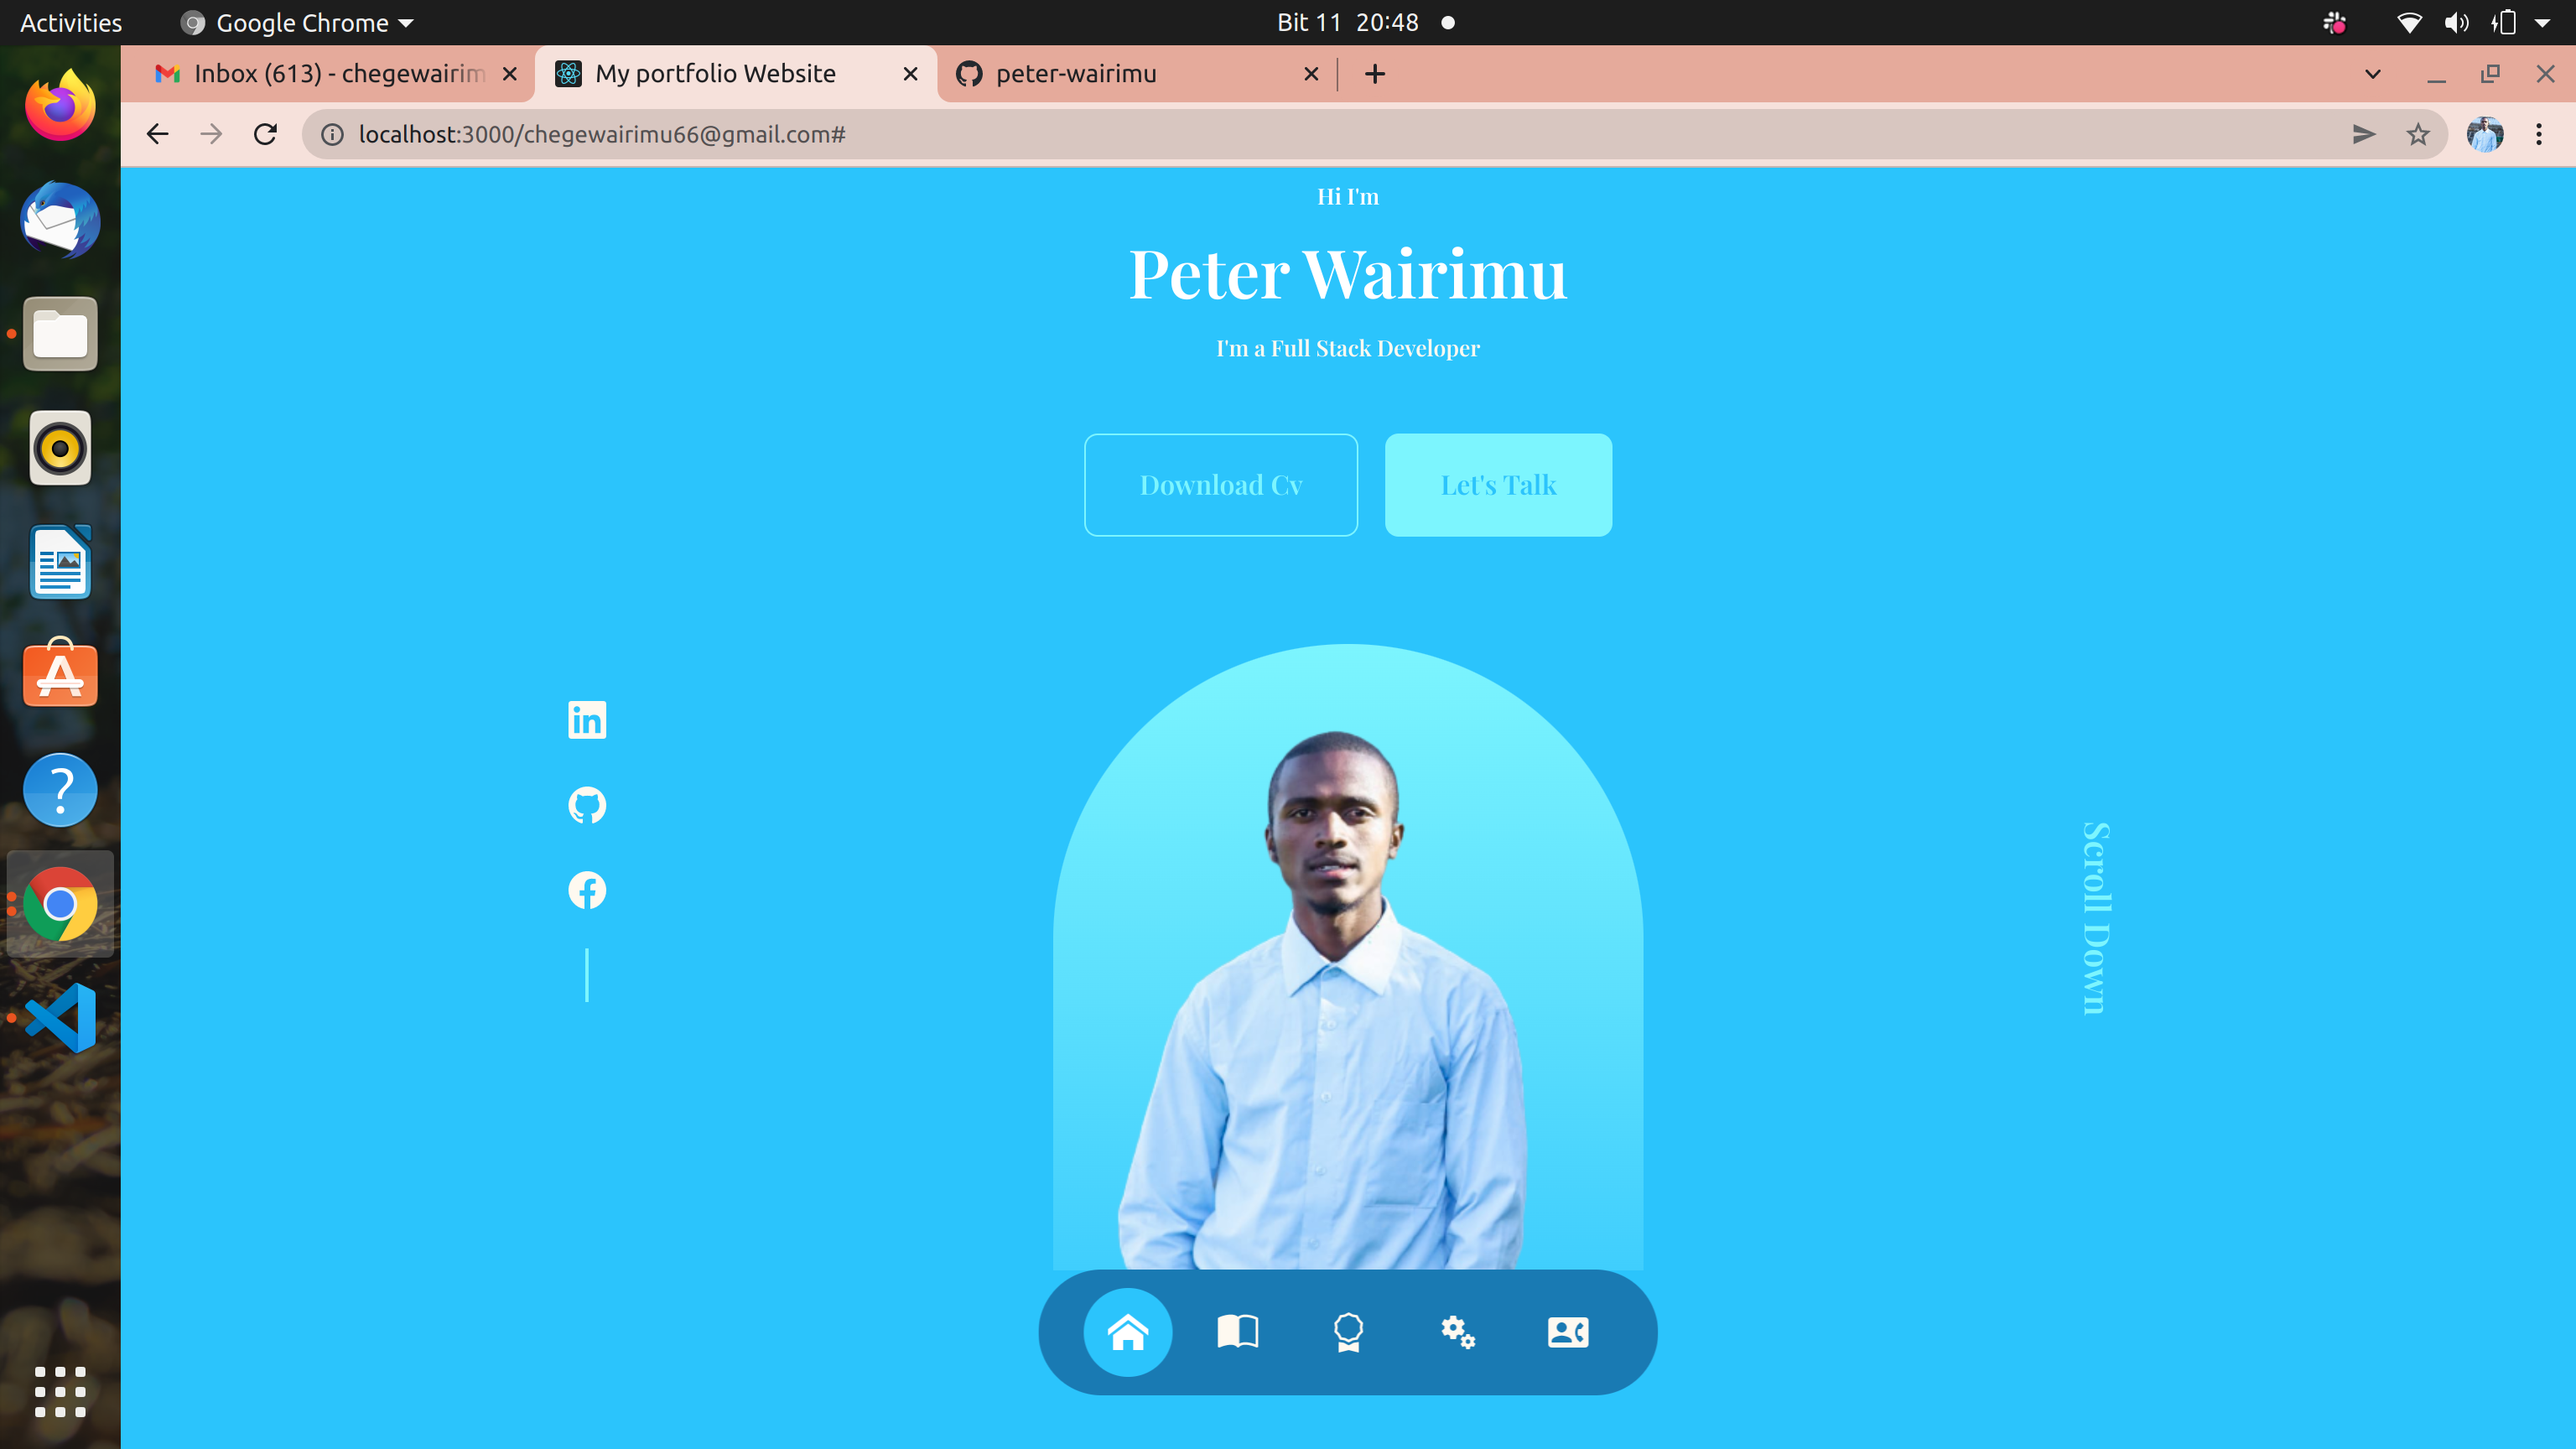 Activities
Google Chrome
Bit 11 20:48
Inbox (613) - chegewairim
My portfolio Website
peter-wairimu
localhost:3000/chegewairimu66@gmail.com#
Hi I'm
Peter Wairimu
I'm a Full Stack Developer
Download Cv
Let's Talk
in
Scroll Down